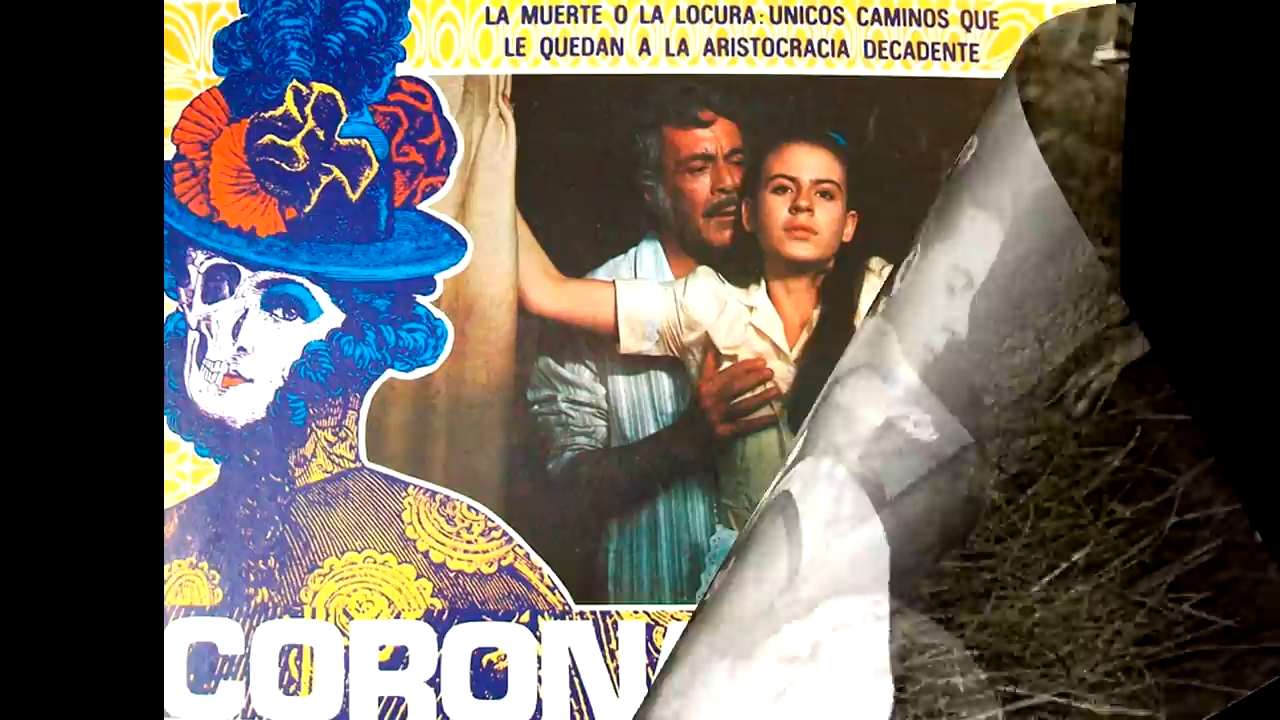 LA MUERTE O LA LOCURA: UNICOS CAMINOS QUE
LE QUEDAN A LA ARISTOCRACIA DECADENTE
CORON